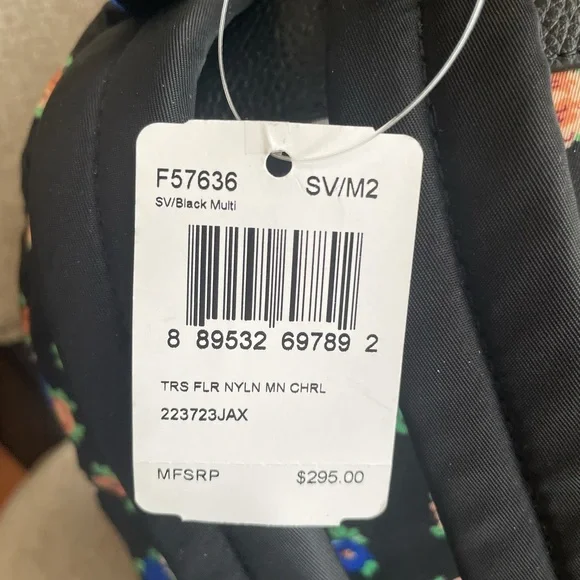 F57636 SV/M2
SV/Black Multi
8 89532 69789 2
TRS FLR NYLN MN CHRL
223723JAX
MFSRP $295.00